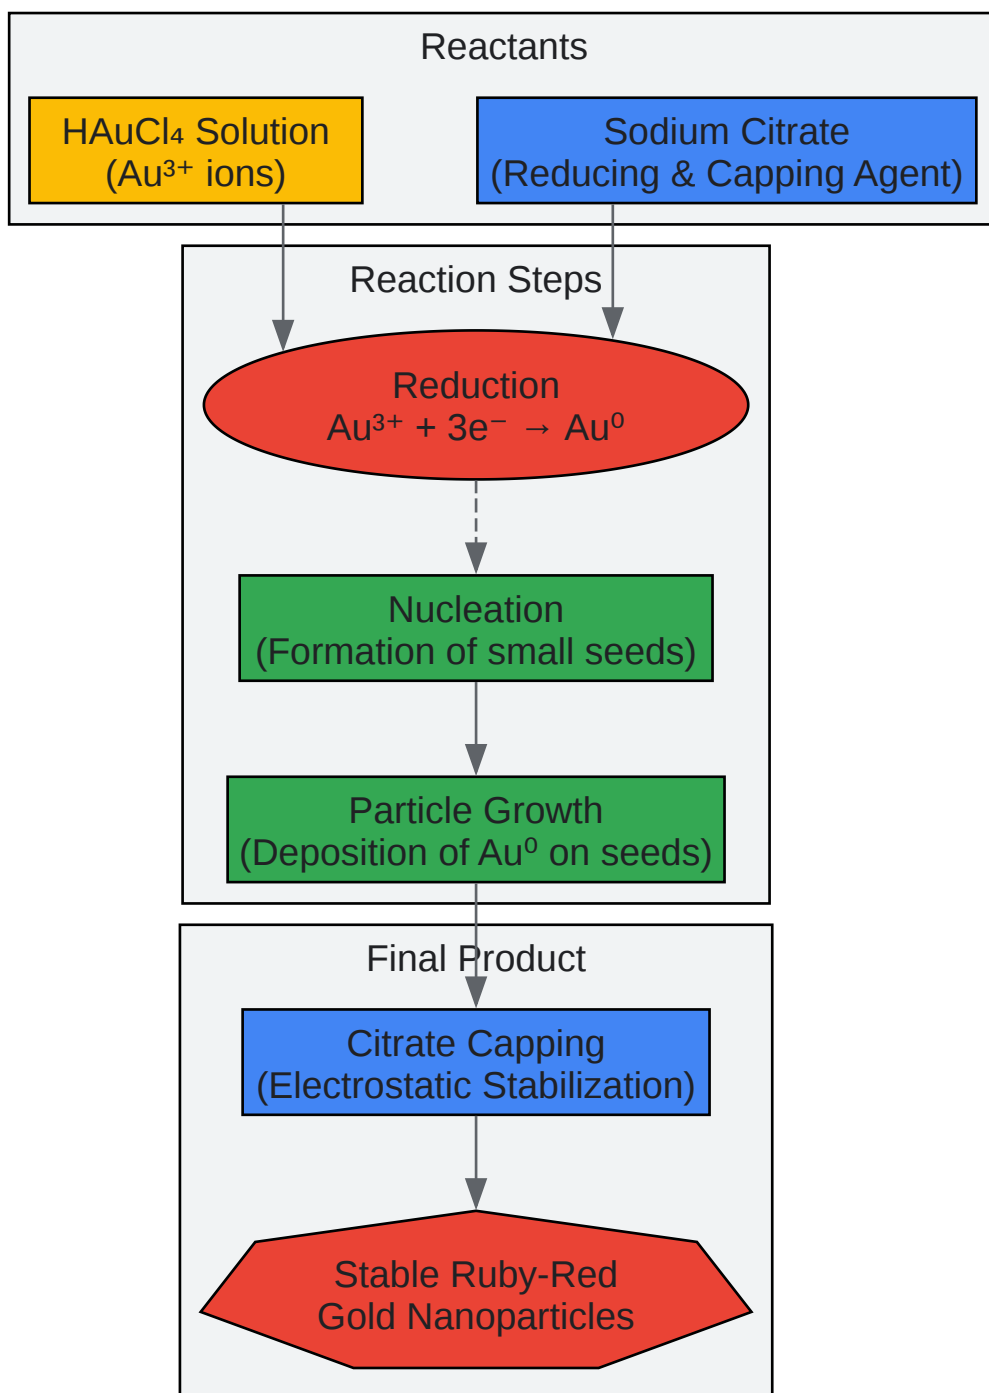 Reactants
HAuCl₄ Solution
(Au³⁺ ions)
Sodium Citrate
(Reducing & Capping Agent)
Reaction Steps
Reduction
Au³⁺ + 3e⁻ → Au⁰
Nucleation
(Formation of small seeds)
Particle Growth
(Deposition of Au⁰ on seeds)
Final Product
Citrate Capping
(Electrostatic Stabilization)
Stable Ruby-Red
Gold Nanoparticles